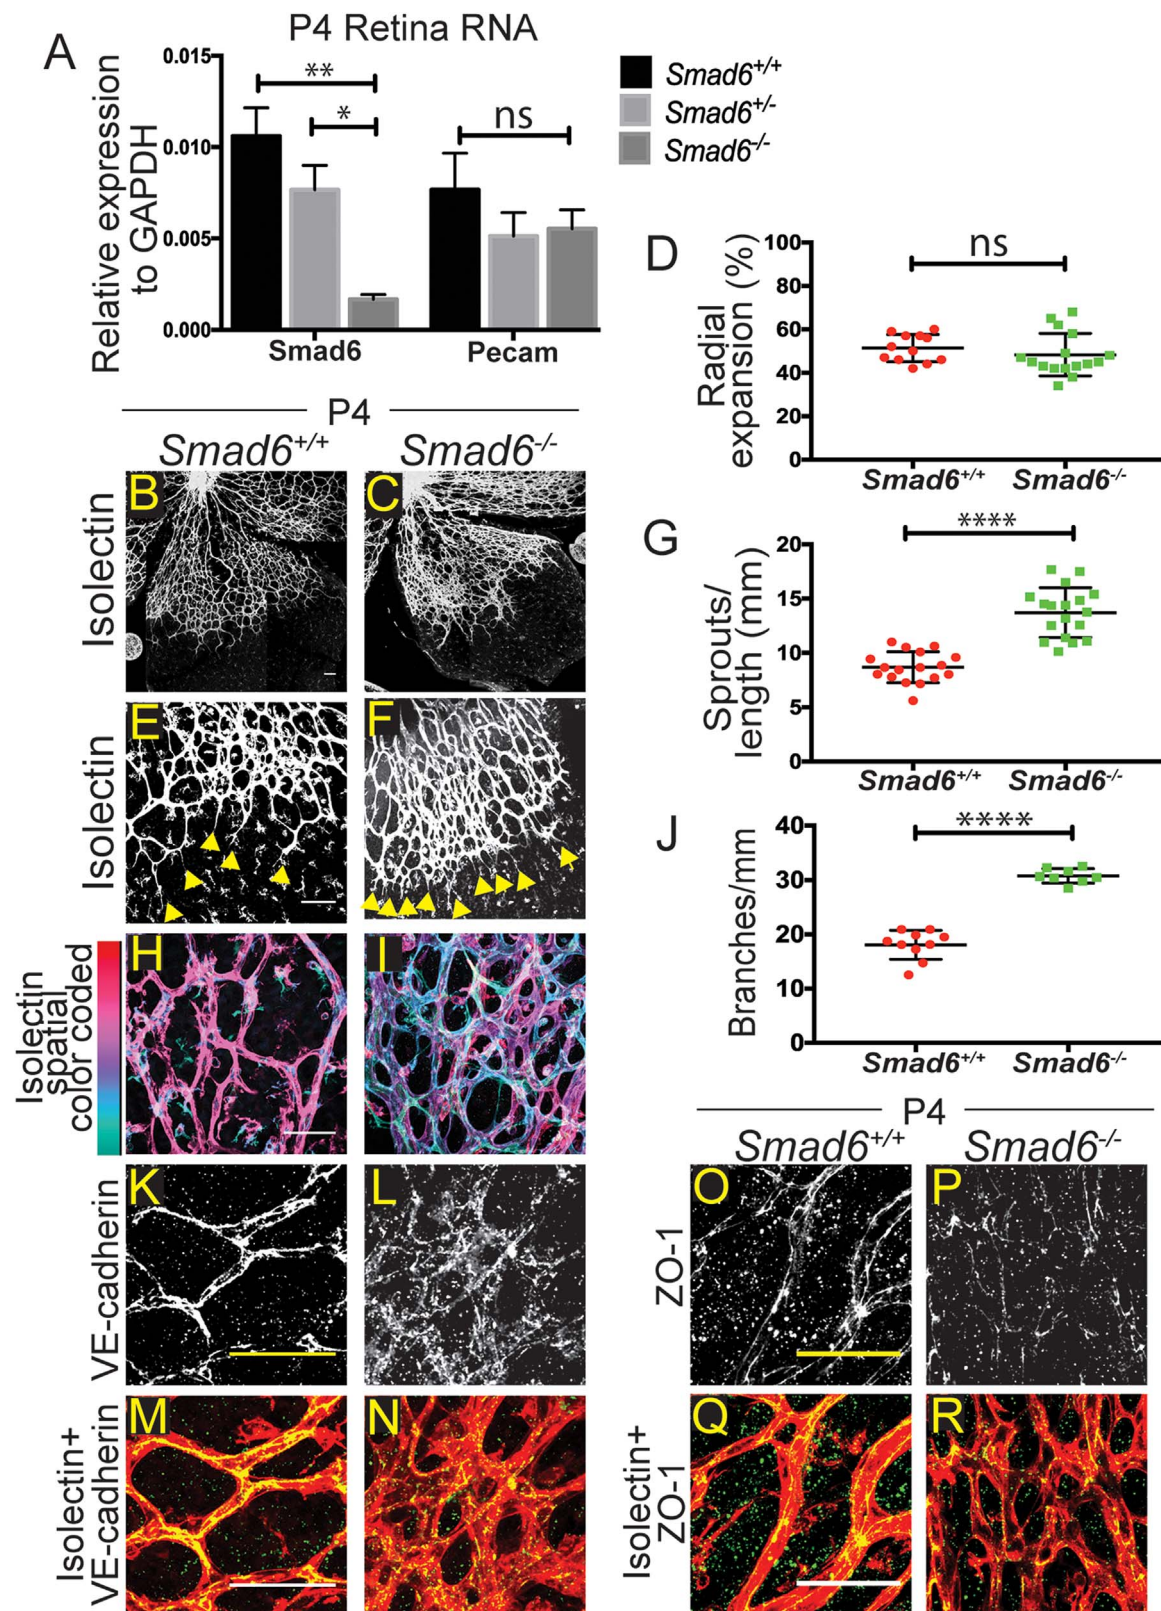 A
P4 Retina RNA
Relative expression
to GAPDH
0.015
0.010
0.005
0.000
**
*
ns
Smad6
Pecam
Smad6+/+
Smad6+/-
Smad6-/-
D
Radial
expansion (%)
100
80
60
40
20
0
ns
Smad6+/+ Smad6-/-
P4
Smad6+/+ Smad6-/-
Isolectin
B
C
G
Sprouts/
length (mm)
20
15
10
5
0
****
Smad6+/+ Smad6-/-
Isolectin
E
F
J
Branches/mm
40
30
20
10
0
****
Smad6+/+ Smad6-/-
Isolectin
spatial
color coded
H
I
VE-cadherin
K
L
Isolectin+
VE-cadherin
M
N
P4
Smad6+/+ Smad6-/-
ZO-1
O
P
Isolectin+
ZO-1
Q
R